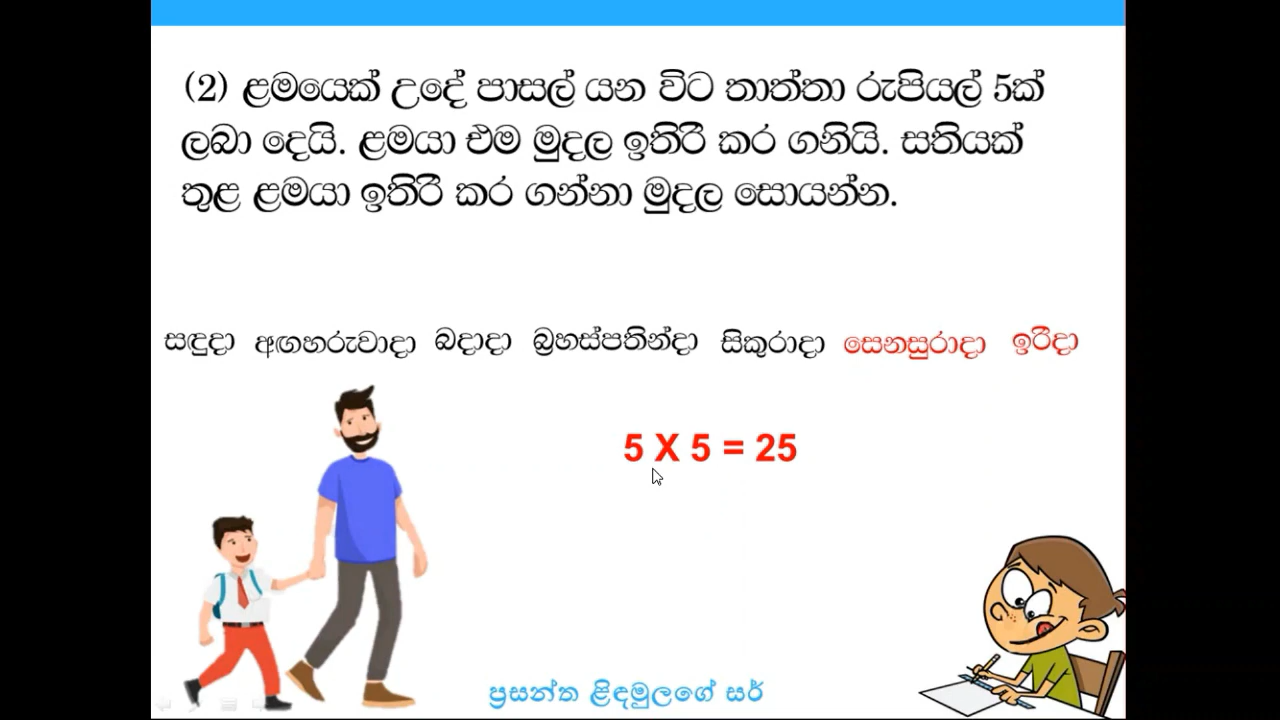 (2) ළමයෙක් උදේ පාසල් යන විට තාත්තා රුපියල් 5ක්
ලබා දෙයි. ළමයා එම මුදල ඉතිරි කර ගනියි. සතියක්
තුළ ළමයා ඉතිරි කර ගන්නා මුදල සොයන්න.
සඳුදා අඟහරුවාදා බදාදා බ්‍රහස්පතින්දා සිකුරාදා සෙනසුරාදා ඉරිදා
5 X 5 = 25
ප්‍රසන්ත ළිඳමුලගේ සර්